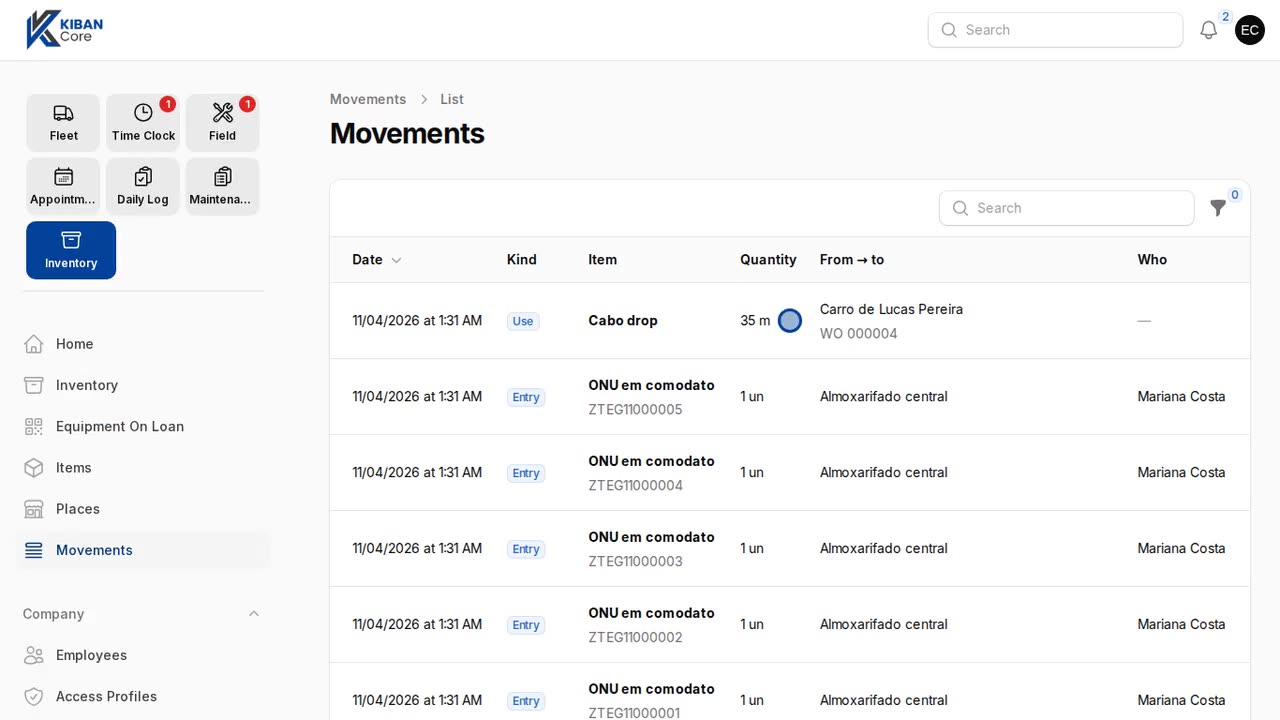 KIBAN
Core
Search
2
EC
Fleet
Time Clock
1
Field
1
Appointm...
Daily Log
Maintena...
Inventory
Home
Inventory
Equipment On Loan
Items
Places
Movements
Company
Employees
Access Profiles
Movements > List
Movements
Search
0
Date Kind Item Quantity From → to Who
11/04/2026 at 1:31 AM Use Cabo drop 35 m Carro de Lucas Pereira —
WO 000004
11/04/2026 at 1:31 AM Entry ONU em comodato 1 un Almoxarifado central Mariana Costa
ZTEG11000005
11/04/2026 at 1:31 AM Entry ONU em comodato 1 un Almoxarifado central Mariana Costa
ZTEG11000004
11/04/2026 at 1:31 AM Entry ONU em comodato 1 un Almoxarifado central Mariana Costa
ZTEG11000003
11/04/2026 at 1:31 AM Entry ONU em comodato 1 un Almoxarifado central Mariana Costa
ZTEG11000002
11/04/2026 at 1:31 AM Entry ONU em comodato 1 un Almoxarifado central Mariana Costa
ZTEG11000001